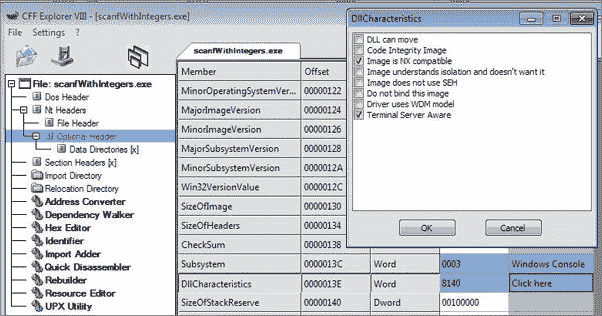 CFF Explorer VIII - [scanfWithIntegers.exe]
File Settings ?
File: scanfWithIntegers.exe
Dos Header
Nt Headers
File Header
Optional Header
Data Directories [x]
Section Headers [x]
Import Directory
Relocation Directory
Address Converter
Dependency Walker
Hex Editor
Identifier
Import Adder
Quick Disassembler
Rebuilder
Resource Editor
UPX Utility
scanfWithIntegers.exe
Member Offset
MinorOperatingSystemVer... 00000122
MajorImageVersion 00000124
MinorImageVersion 00000126
MajorSubsystemVersion 00000128
MinorSubsystemVersion 0000012A
Win32VersionValue 0000012C
SizeOfImage 00000130
SizeOfHeaders 00000134
CheckSum 00000138
Subsystem 0000013C Word 0003 Windows Console
DllCharacteristics 0000013E Word 8140 Click here
SizeOfStackReserve 00000140 Dword 00100000
DllCharacteristics
DLL can move
Code Integrity Image
Image is NX compatible
Image understands isolation and doesn't want it
Image does not use SEH
Do not bind this image
Driver uses WDM model
Terminal Server Aware
OK
Cancel